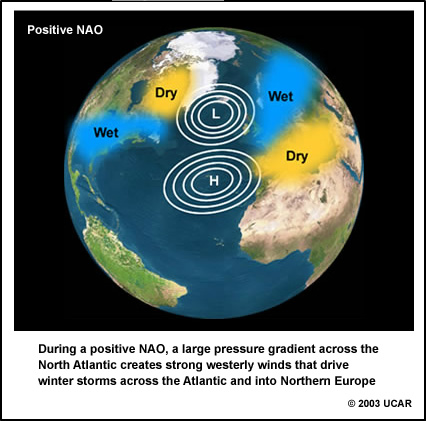 Positive NAO
Dry
Wet
L
Wet
Dry
H
During a positive NAO, a large pressure gradient across the
North Atlantic creates strong westerly winds that drive
winter storms across the Atlantic and into Northern Europe
© 2003 UCAR